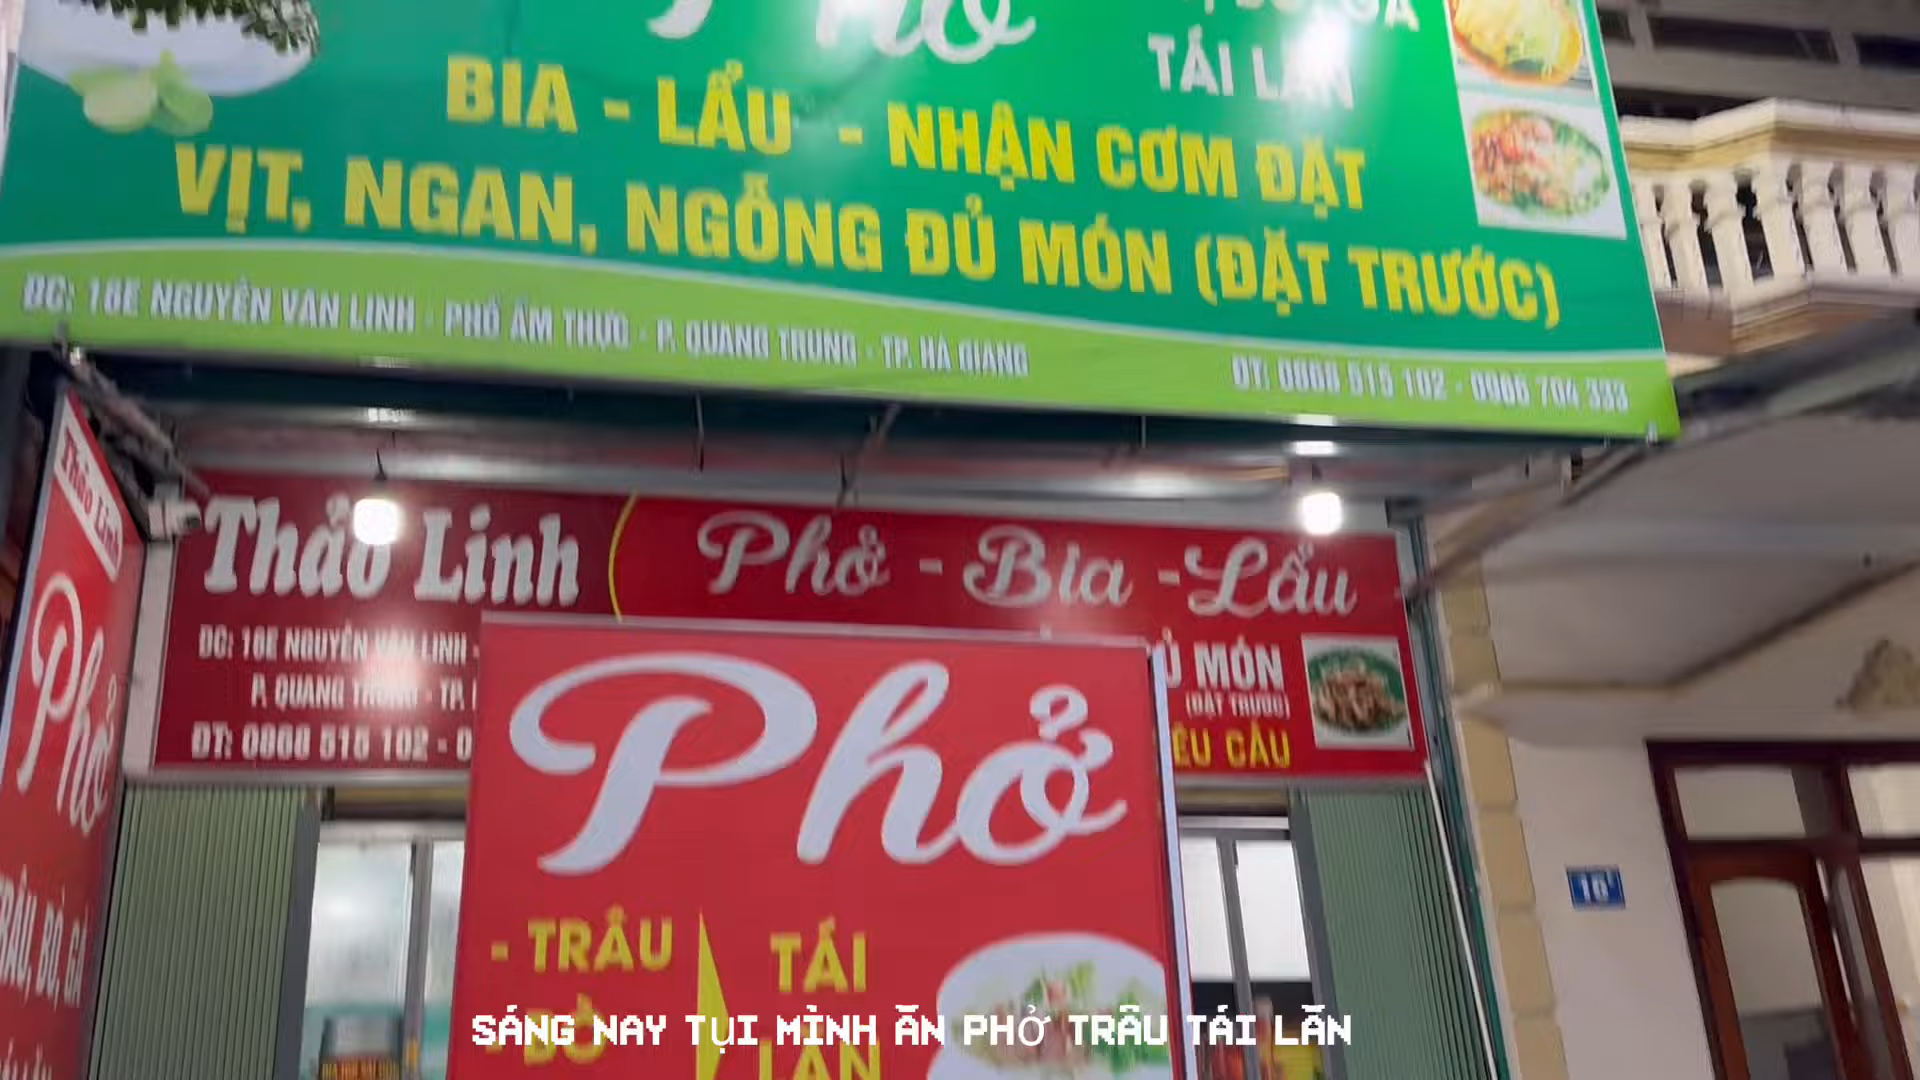 Phở
TÁI LĂN
BIA - LẨU - NHẬN CƠM ĐẶT
VỊT, NGAN, NGỖNG ĐỦ MÓN (ĐẶT TRƯỚC)
ĐC: 16E NGUYỄN VĂN LINH - PHỐ ẨM THỰC - P. QUANG TRUNG - TP. HÀ GIANG
ĐT: 0868 515 102 - 0966 704 333
Thảo Linh
Phở - Bia - Lẩu
ĐC: 16E NGUYỄN VĂN LINH -
P. QUANG TRUNG - TP.
ĐT: 0868 515 102 - 0
Ủ MÓN
(ĐẶT TRƯỚC)
ÊU CẦU
Thảo Linh
Phở
TRÂU, BÒ, GÀ
Phở
- TRÂU
- BÒ
TÁI
LĂN
16
SÁNG NAY TỤI MÌNH ĂN PHỞ TRÂU TÁI LĂN